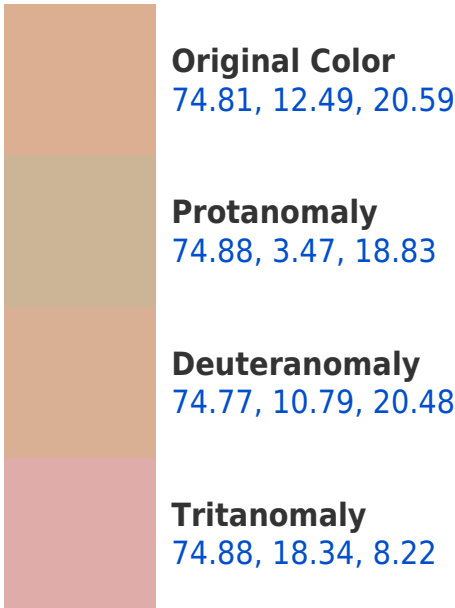 Original Color
74.81, 12.49, 20.59
Protanomaly
74.88, 3.47, 18.83
Deuteranomaly
74.77, 10.79, 20.48
Tritanomaly
74.88, 18.34, 8.22